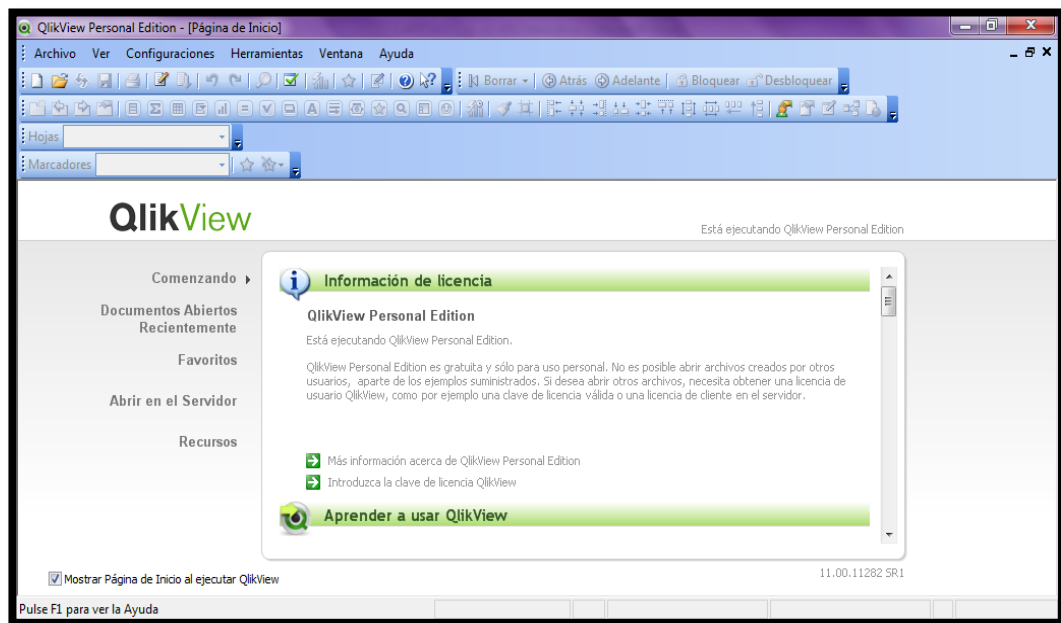 QlikView Personal Edition - [Página de Inicio]
Archivo Ver Configuraciones Herramientas Ventana Ayuda
Borrar Atrás Adelante Bloquear Desbloquear
Hojas
Marcadores
QlikView
Está ejecutando QlikView Personal Edition
Comenzando
Documentos Abiertos
Recientemente
Favoritos
Abrir en el Servidor
Recursos
Información de licencia
QlikView Personal Edition
Está ejecutando QlikView Personal Edition.
QlikView Personal Edition es gratuita y sólo para uso personal. No es posible abrir archivos creados por otros
usuarios, aparte de los ejemplos suministrados. Si desea abrir otros archivos, necesita obtener una licencia de
usuario QlikView, como por ejemplo una clave de licencia válida o una licencia de cliente en el servidor.
Más información acerca de QlikView Personal Edition
Introduzca la clave de licencia QlikView
Aprender a usar QlikView
11.00.11282 SR1
Mostrar Página de Inicio al ejecutar QlikView
Pulse F1 para ver la Ayuda